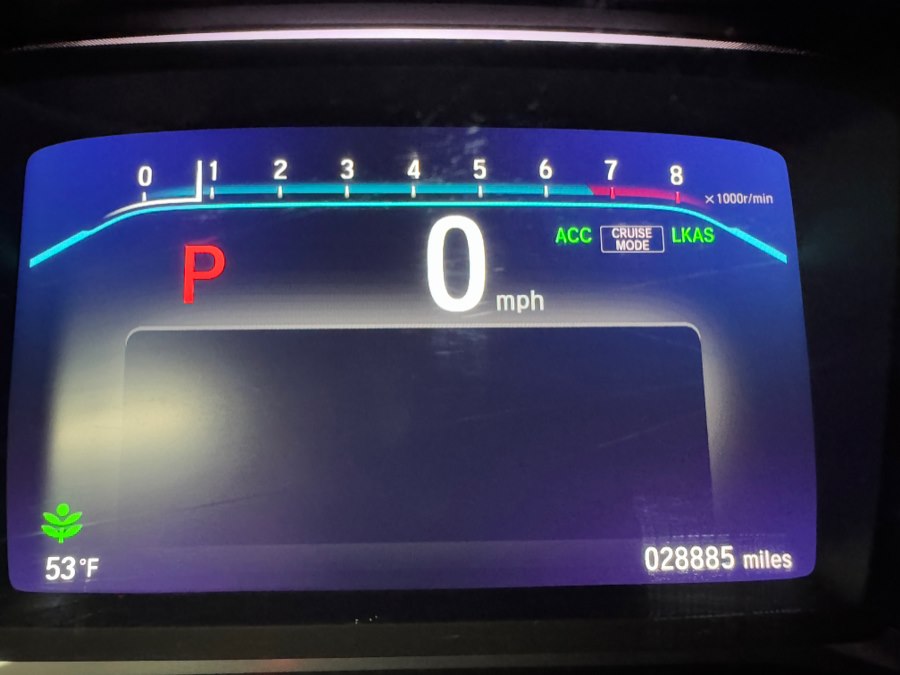 0 1 2 3 4 5 6 7 8
×1000r/min
P 0 mph
ACC CRUISE MODE LKAS
53°F
028885 miles